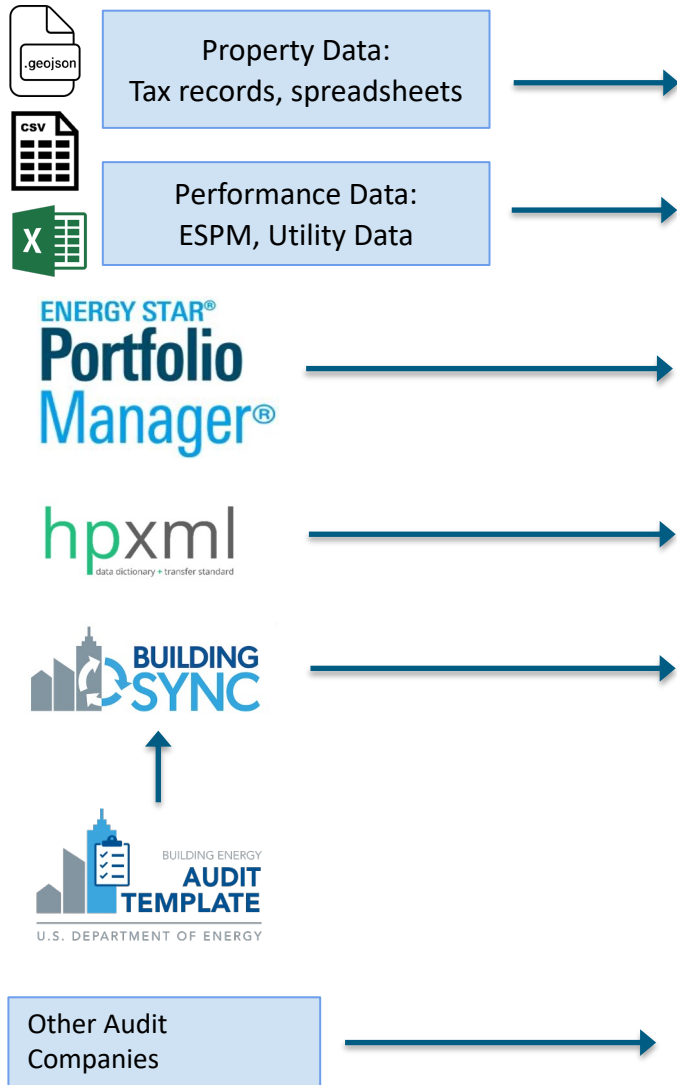 .geojson
Property Data:
Tax records, spreadsheets
CSV
Performance Data:
ESPM, Utility Data
X
ENERGY STAR®
Portfolio
Manager®
hpxml
data dictionary + transfer standard
BUILDING
SYNC
BUILDING ENERGY
AUDIT
TEMPLATE
U.S. DEPARTMENT OF ENERGY
Other Audit
Companies